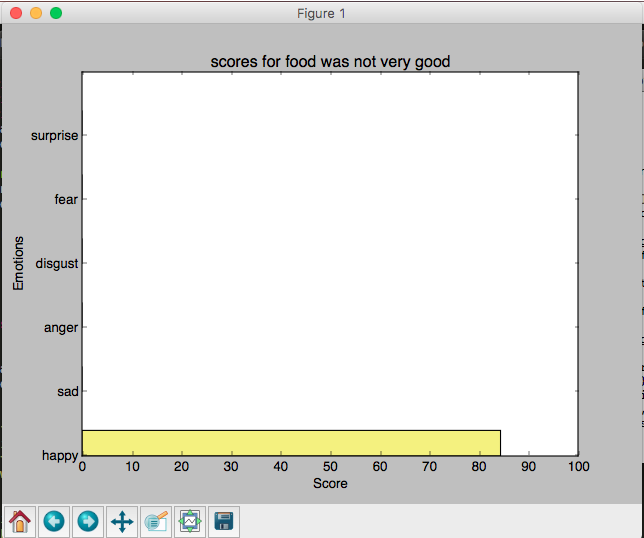 Figure 1
scores for food was not very good
surprise
fear
disgust
anger
sad
happy
Emotions
0 10 20 30 40 50 60 70 80 90 100
Score